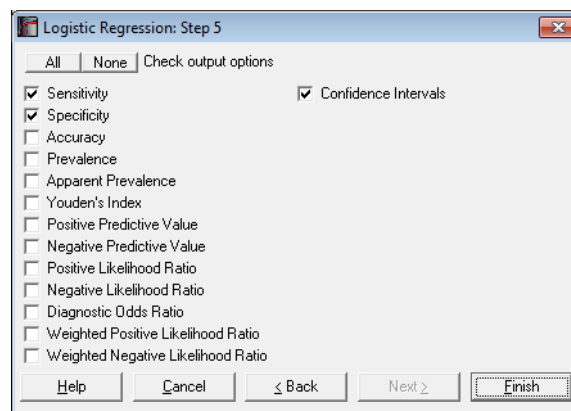 Logistic Regression: Step 5
All None Check output options
Sensitivity
Specificity
Accuracy
Prevalence
Apparent Prevalence
Youden's Index
Positive Predictive Value
Negative Predictive Value
Positive Likelihood Ratio
Negative Likelihood Ratio
Diagnostic Odds Ratio
Weighted Positive Likelihood Ratio
Weighted Negative Likelihood Ratio
Confidence Intervals
Help Cancel < Back Next > Finish